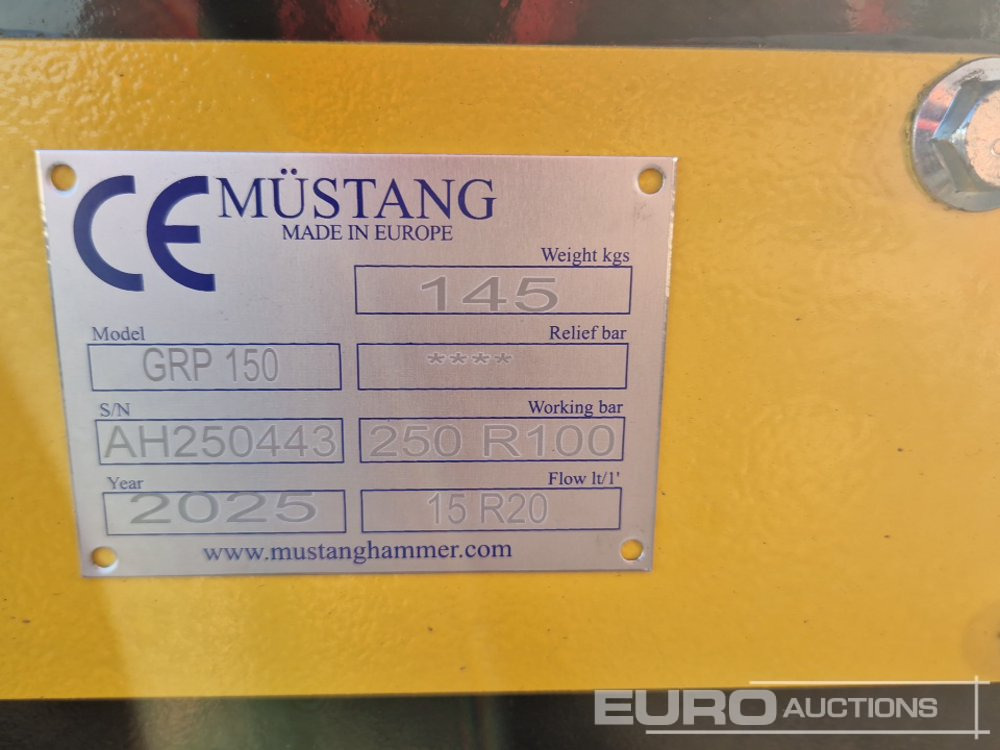 CE MÜSTANG
MADE IN EUROPE
Weight kgs
145
Model
GRP 150
Relief bar
****
S/N
AH250443
Working bar
250 R100
Year
2025
Flow lt/1'
15 R20
www.mustanghammer.com
EURO AUCTIONS